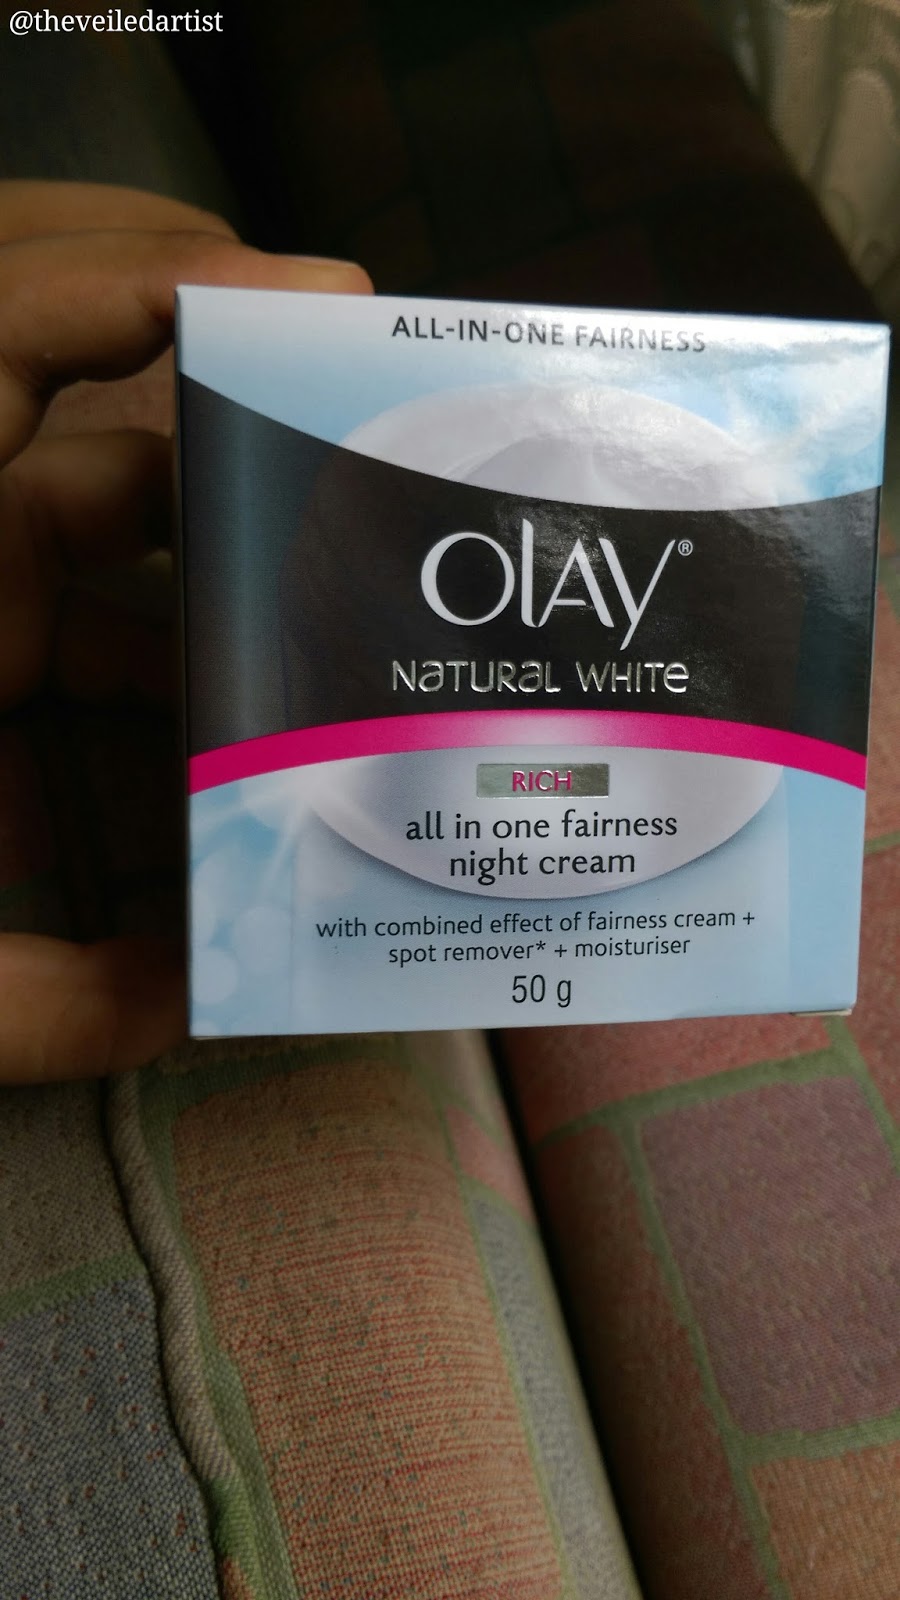 @theveiledartist
ALL-IN-ONE FAIRNESS
OLAY®
NATURAL WHITE
RICH
all in one fairness
night cream
with combined effect of fairness cream +
spot remover* + moisturiser
50 g